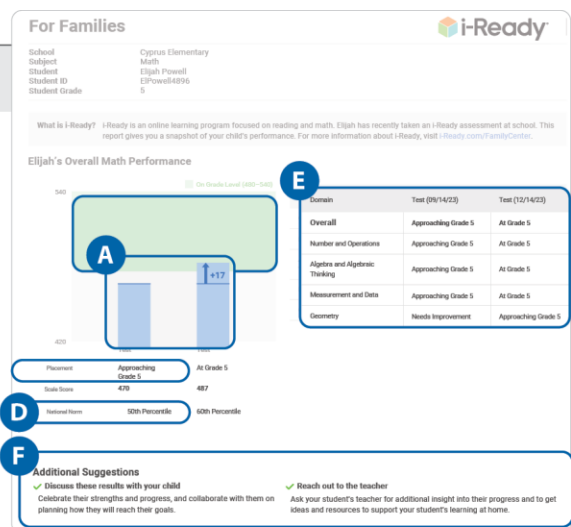 For Families
i-Ready
School Cyprus Elementary
Subject Math
Student Elijah Powell
Student ID ElPowell4896
Student Grade 5
What is i-Ready? i-Ready is an online learning program focused on reading and math. Elijah has recently taken an i-Ready assessment at school. This
report gives you a snapshot of your child's performance. For more information about i-Ready, visit i-Ready.com/FamilyCenter.
Elijah's Overall Math Performance
On Grade Level (480–540)
540
A
+17
420
Test Test
Placement Approaching Grade 5 At Grade 5
Scale Score 470 487
D
National Norm 50th Percentile 60th Percentile
E
Domain Test (09/14/23) Test (12/14/23)
Overall Approaching Grade 5 At Grade 5
Number and Operations Approaching Grade 5 At Grade 5
Algebra and Algebraic
Thinking Approaching Grade 5 At Grade 5
Measurement and Data Approaching Grade 5 At Grade 5
Geometry Needs Improvement Approaching Grade 5
F
Additional Suggestions
Discuss these results with your child
Celebrate their strengths and progress, and collaborate with them on
planning how they will reach their goals.
Reach out to the teacher
Ask your student's teacher for additional insight into their progress and to get
ideas and resources to support your student's learning at home.